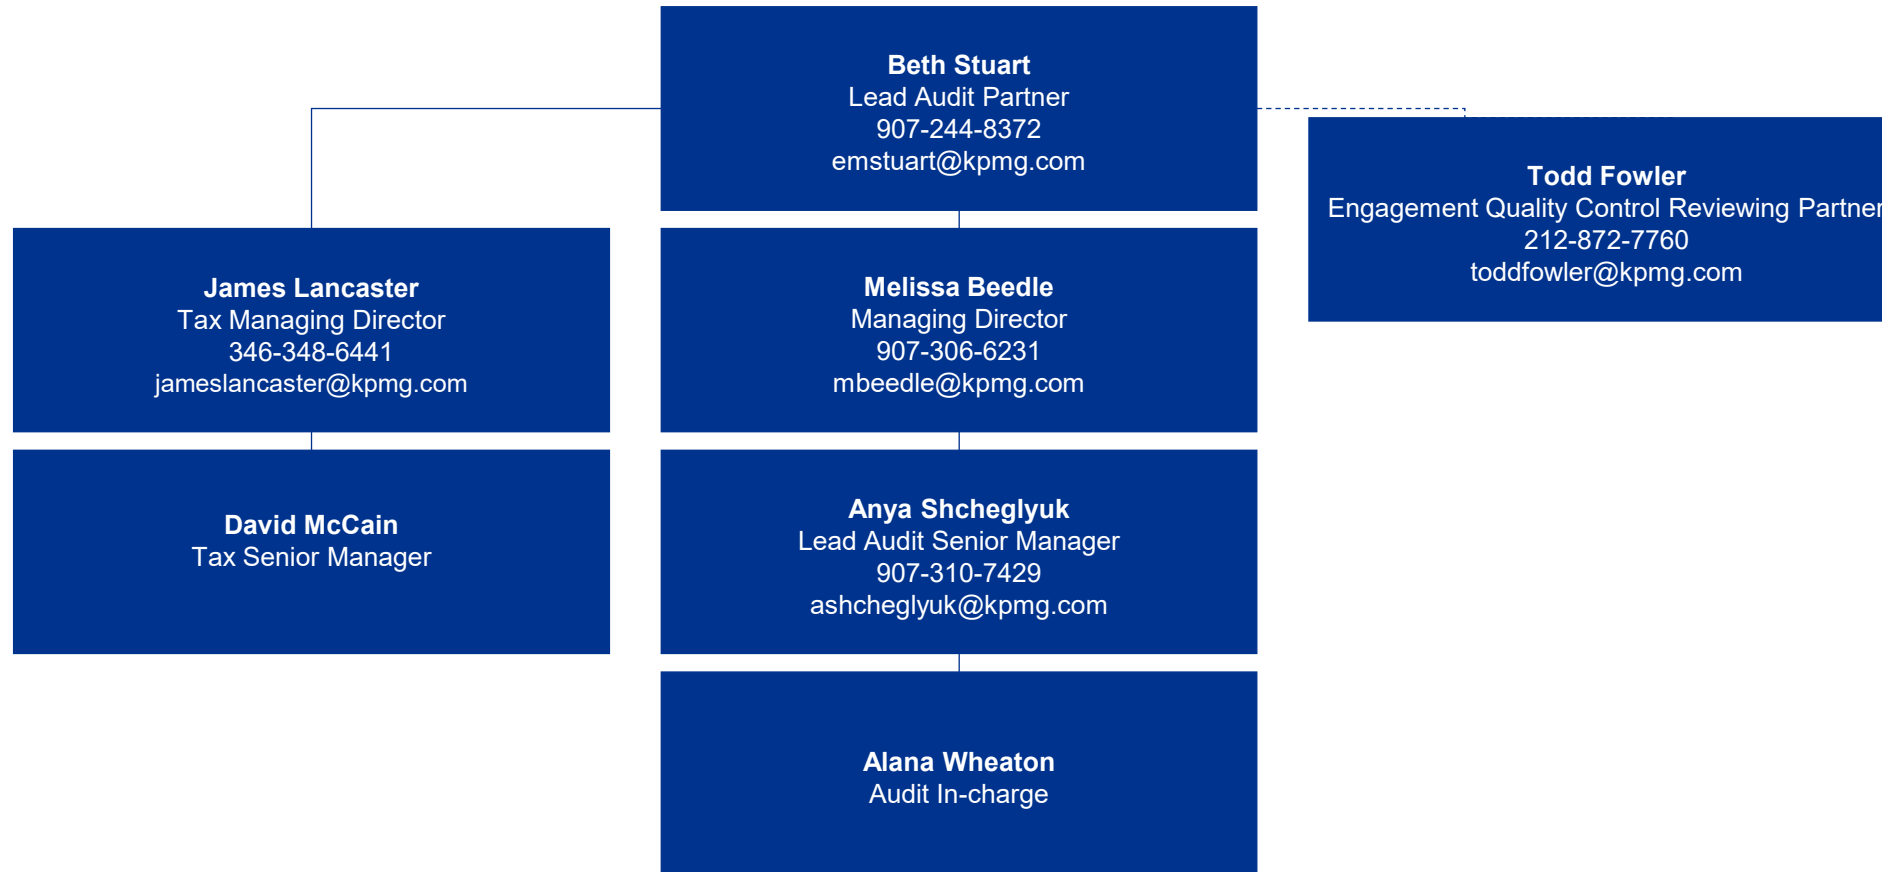 Beth Stuart
Lead Audit Partner
907-244-8372
emstuart@kpmg.com
Todd Fowler
Engagement Quality Control Reviewing Partner
212-872-7760
toddfowler@kpmg.com
James Lancaster
Tax Managing Director
346-348-6441
jameslancaster@kpmg.com
Melissa Beedle
Managing Director
907-306-6231
mbeedle@kpmg.com
David McCain
Tax Senior Manager
Anya Shcheglyuk
Lead Audit Senior Manager
907-310-7429
ashcheglyuk@kpmg.com
Alana Wheaton
Audit In-charge